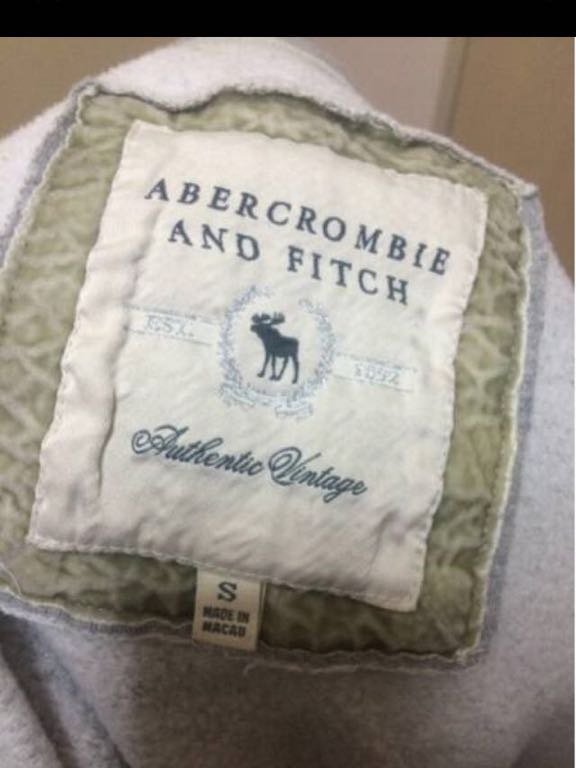 ABERCROMBIE
AND FITCH
EST. 1892
Authentic Vintage
S
MADE IN
MACAU